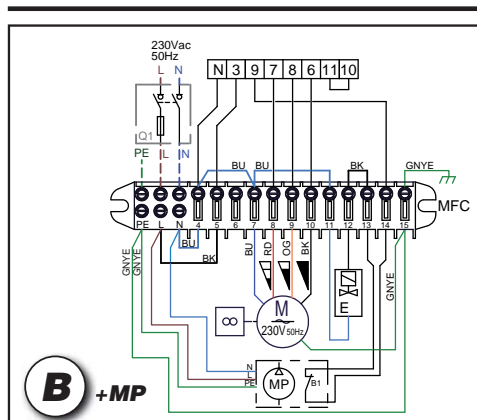 230Vac
50Hz
L N
N 3 9 7 8 6 11 10
Q1
PE L N
BU BU BK GNYE
MFC
PE L N 4 5 6 7 8 9 10 11 12 13 14 15
BU
BK
GNYE
GNYE
BU
RD
OG
BK
GNYE
M
230V 50Hz
8
E
N
L
PE
MP
B1
B +MP